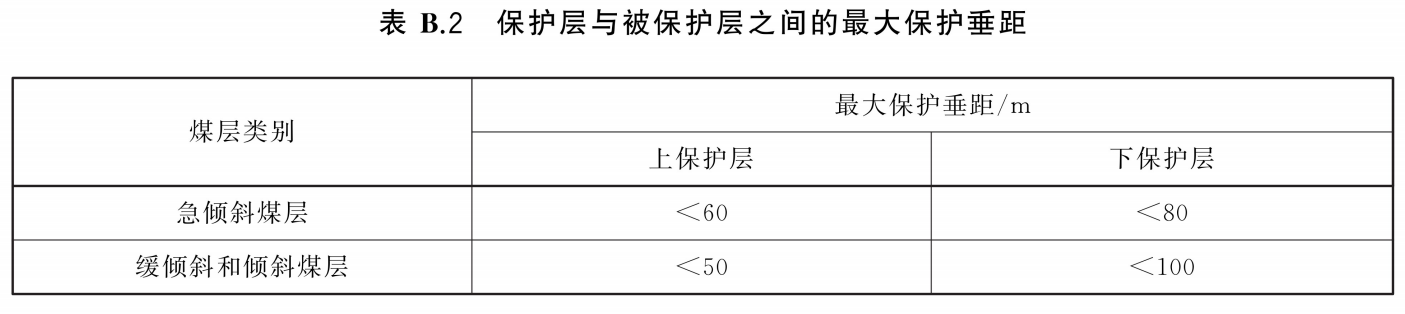 表 B.2 保护层与被保护层之间的最大保护垂距
煤层类别
最大保护垂距/m
上保护层 下保护层
急倾斜煤层 <60 <80
缓倾斜和倾斜煤层 <50 <100